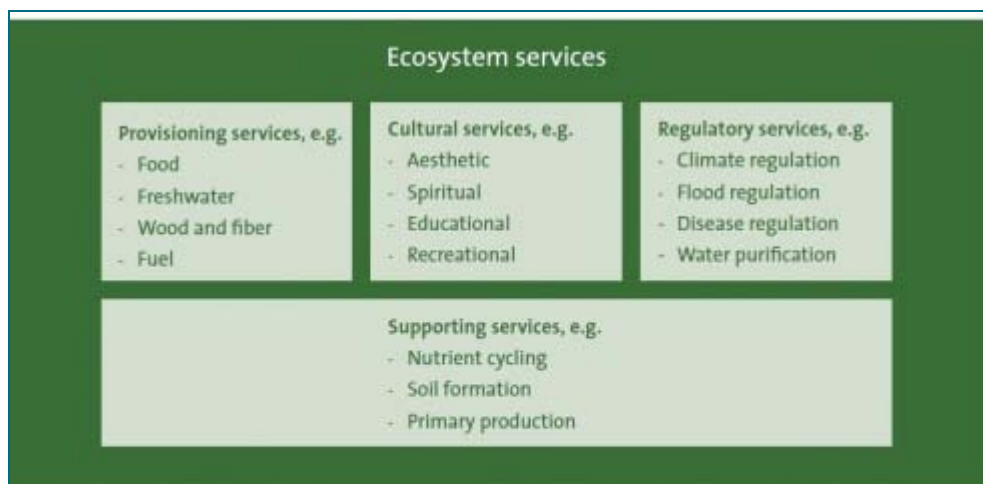 Ecosystem services
Provisioning services, e.g.
- Food
- Freshwater
- Wood and fiber
- Fuel
Cultural services, e.g.
- Aesthetic
- Spiritual
- Educational
- Recreational
Regulatory services, e.g.
- Climate regulation
- Flood regulation
- Disease regulation
- Water purification
Supporting services, e.g.
- Nutrient cycling
- Soil formation
- Primary production